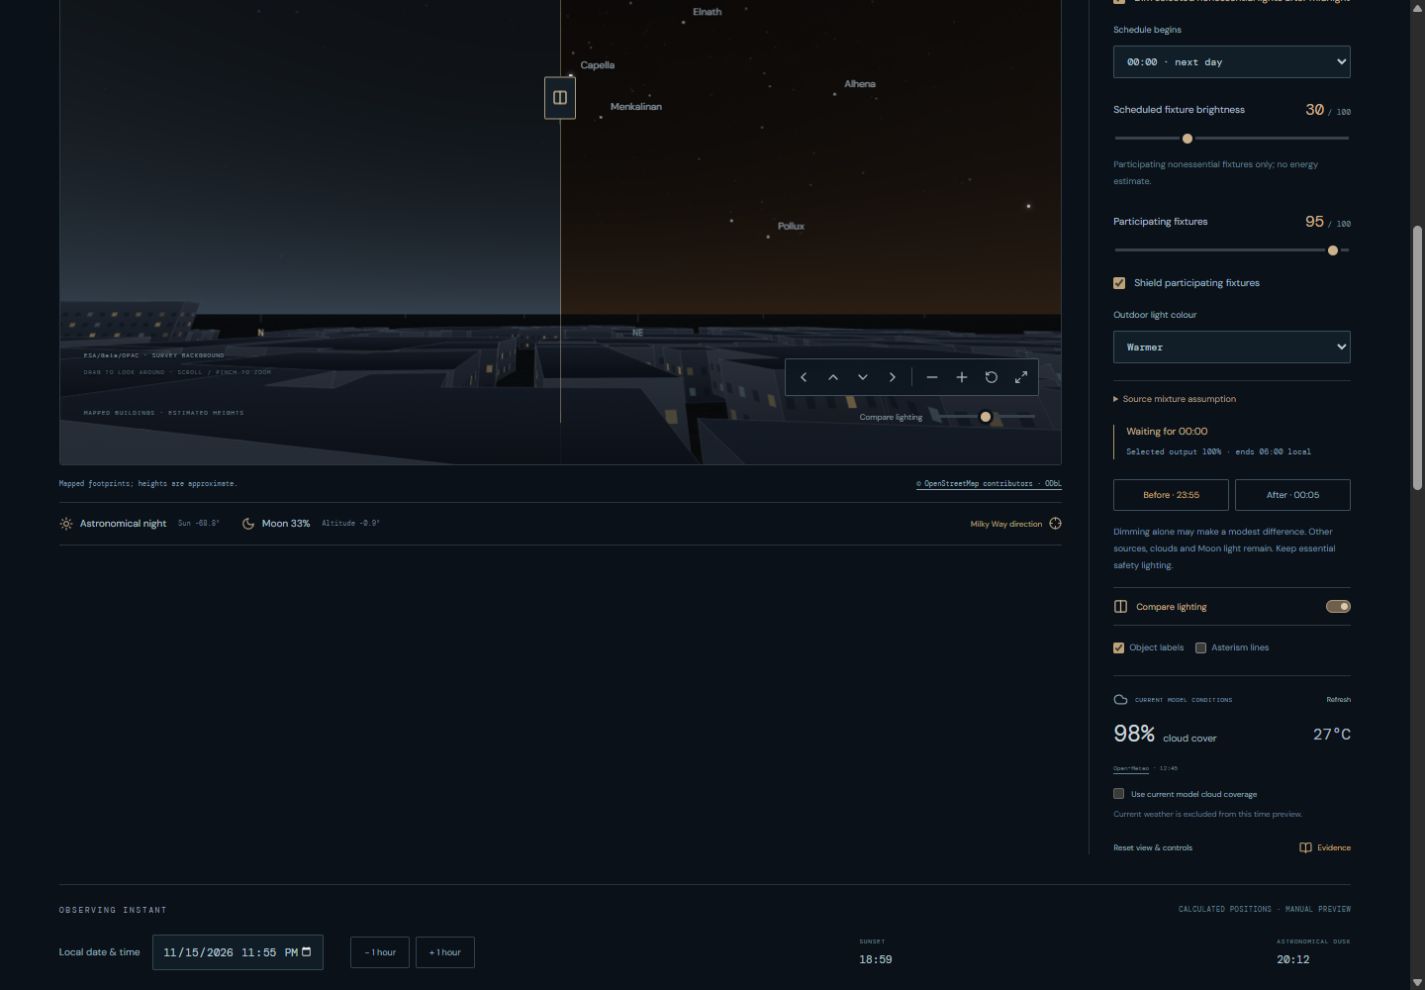 Elnath
Capella
Alhena
Menkalinan
Pollux
N
NE
ESA/Gaia/DPAC · SURVEY BACKGROUND
DRAG TO LOOK AROUND · SCROLL / PINCH TO ZOOM
MAPPED BUILDINGS · ESTIMATED HEIGHTS
Compare lighting
Mapped footprints; heights are approximate.
© OpenStreetMap contributors · ODbL
Astronomical night Sun -68.8° Moon 33% Altitude -0.9°
Milky Way direction
Dim selected nonessential lights after midnight
Schedule begins
00:00 · next day
Scheduled fixture brightness 30 / 100
Participating nonessential fixtures only; no energy
estimate.
Participating fixtures 95 / 100
Shield participating fixtures
Outdoor light colour
Warmer
Source mixture assumption
Waiting for 00:00
Selected output 100% · ends 06:00 local
Before · 23:55 After · 00:05
Dimming alone may make a modest difference. Other
sources, clouds and Moon light remain. Keep essential
safety lighting.
Compare lighting
Object labels Asterism lines
CURRENT MODEL CONDITIONS Refresh
98% cloud cover 27°C
Open-Meteo · 12:45
Use current model cloud coverage
Current weather is excluded from this time preview.
Reset view & controls Evidence
OBSERVING INSTANT
CALCULATED POSITIONS · MANUAL PREVIEW
Local date & time 11/15/2026 11:55 PM − 1 hour + 1 hour
SUNSET
18:59
ASTRONOMICAL DUSK
20:12